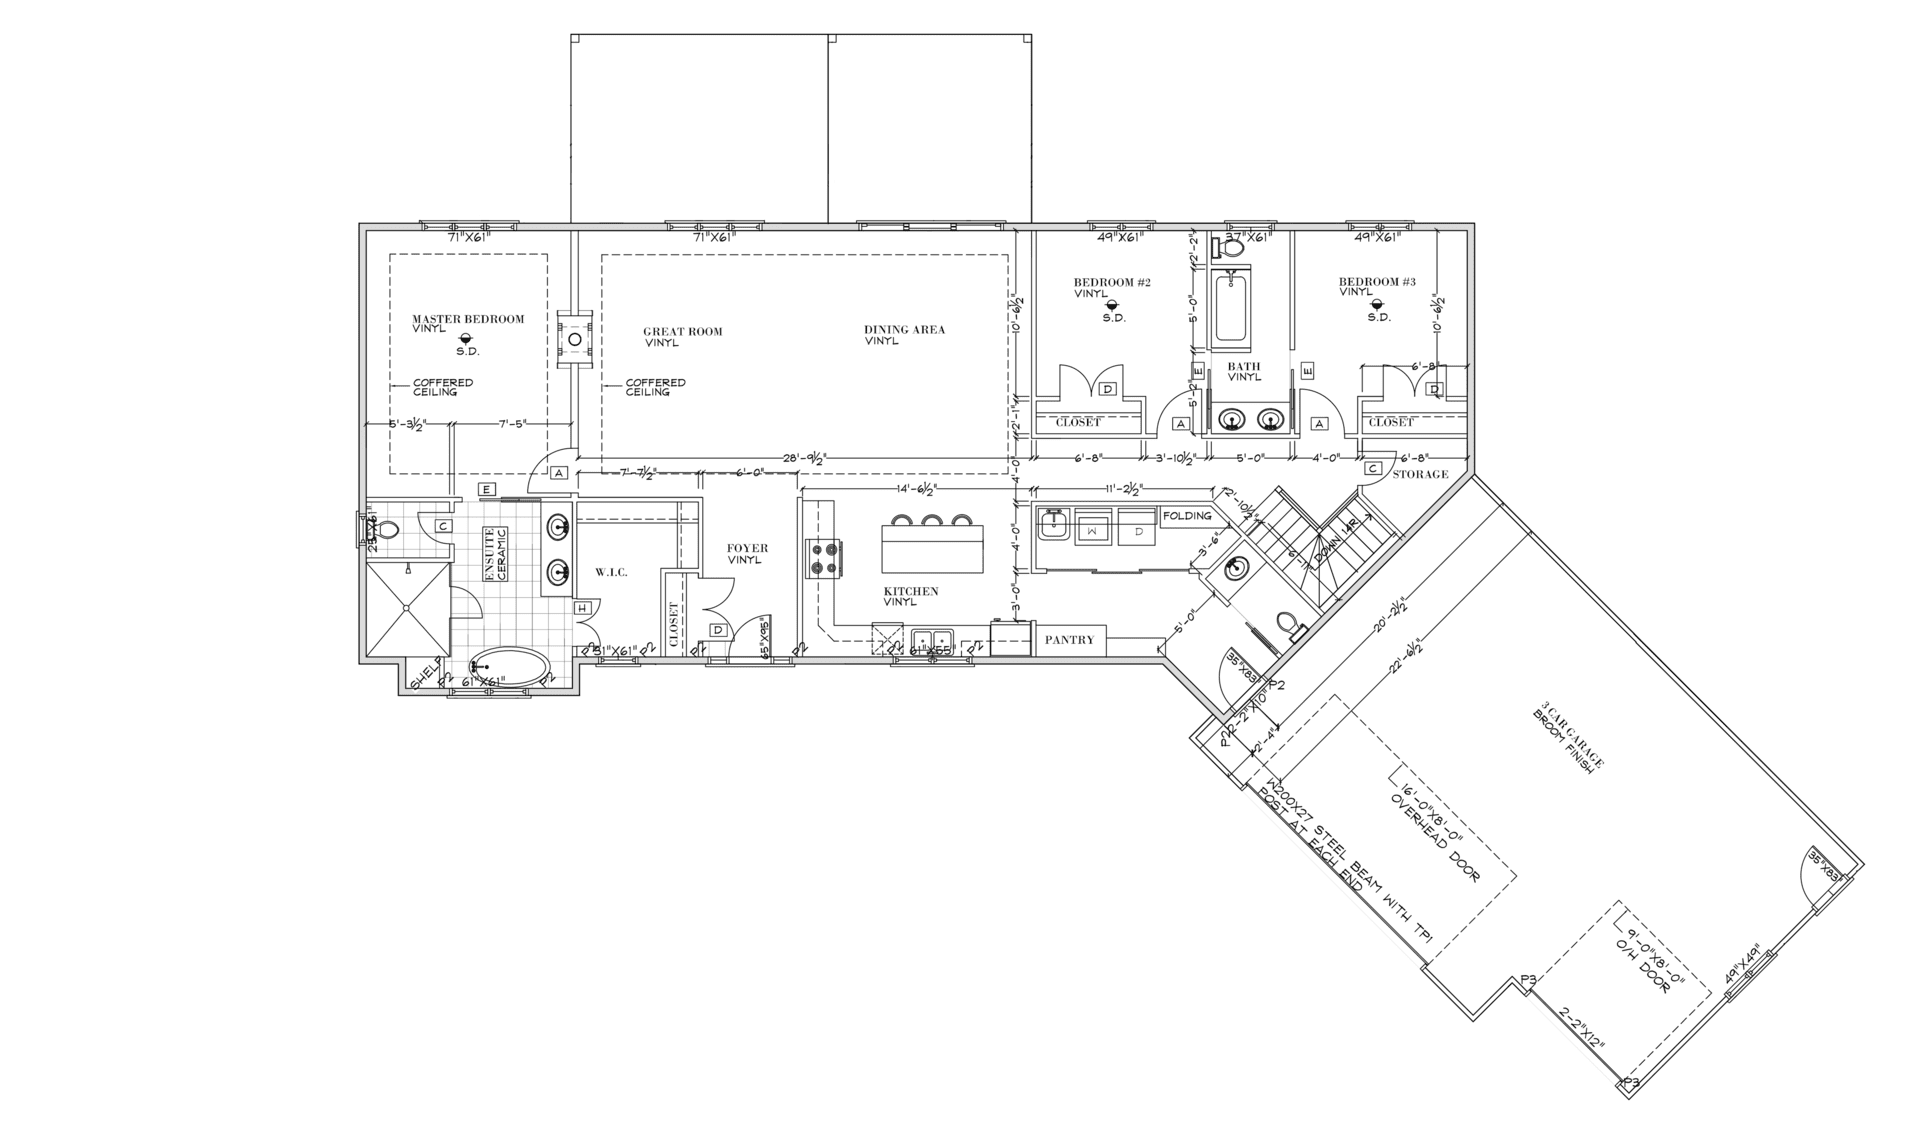 71"X61"
71"X61"
49"X61"
37"X61"
49"X61"
2'-2"
BEDROOM #2
VINYL
S.D.
BEDROOM #3
VINYL
S.D.
10'-6½"
5'-0"
10'-6½"
MASTER BEDROOM
VINYL
S.D.
GREAT ROOM
VINYL
DINING AREA
VINYL
COFFERED
CEILING
COFFERED
CEILING
BATH
VINYL
E
E
5'-2"
6'-8"
D
D
5'-3½"
7'-5"
2'-1"
CLOSET
A
A
CLOSET
28'-9½"
6'-8"
3'-10½"
5'-0"
4'-0"
6'-8"
A
7'-7½"
6'-0"
4'-0"
C
STORAGE
E
14'-6½"
11'-2½"
2'-10½"
25"X61"
C
ENSUITE
CERAMIC
FOLDING
W
D
4'-0"
3'-6"
6'-11"
DOWN 14R
FOYER
VINYL
W.I.C.
KITCHEN
VINYL
H
CLOSET
D
65"X95"
3'-0"
5'-0"
PANTRY
20'-2½"
22'-6½"
P2
51"X61"
P2
P2
P2
P2
61"X55"
P2
SHELF
P2
61"X61"
P2
35"X83"
P2
2-2"X10"
P2
2'-4"
3 CAR GARAGE
BROOM FINISH
W200X27 STEEL BEAM WITH TP1
POST AT EACH END
16'-0"X8'-0"
OVERHEAD DOOR
35"X83"
9'-0"X8'-0"
O/H DOOR
49"X49"
P3
2-2"X12"
P3